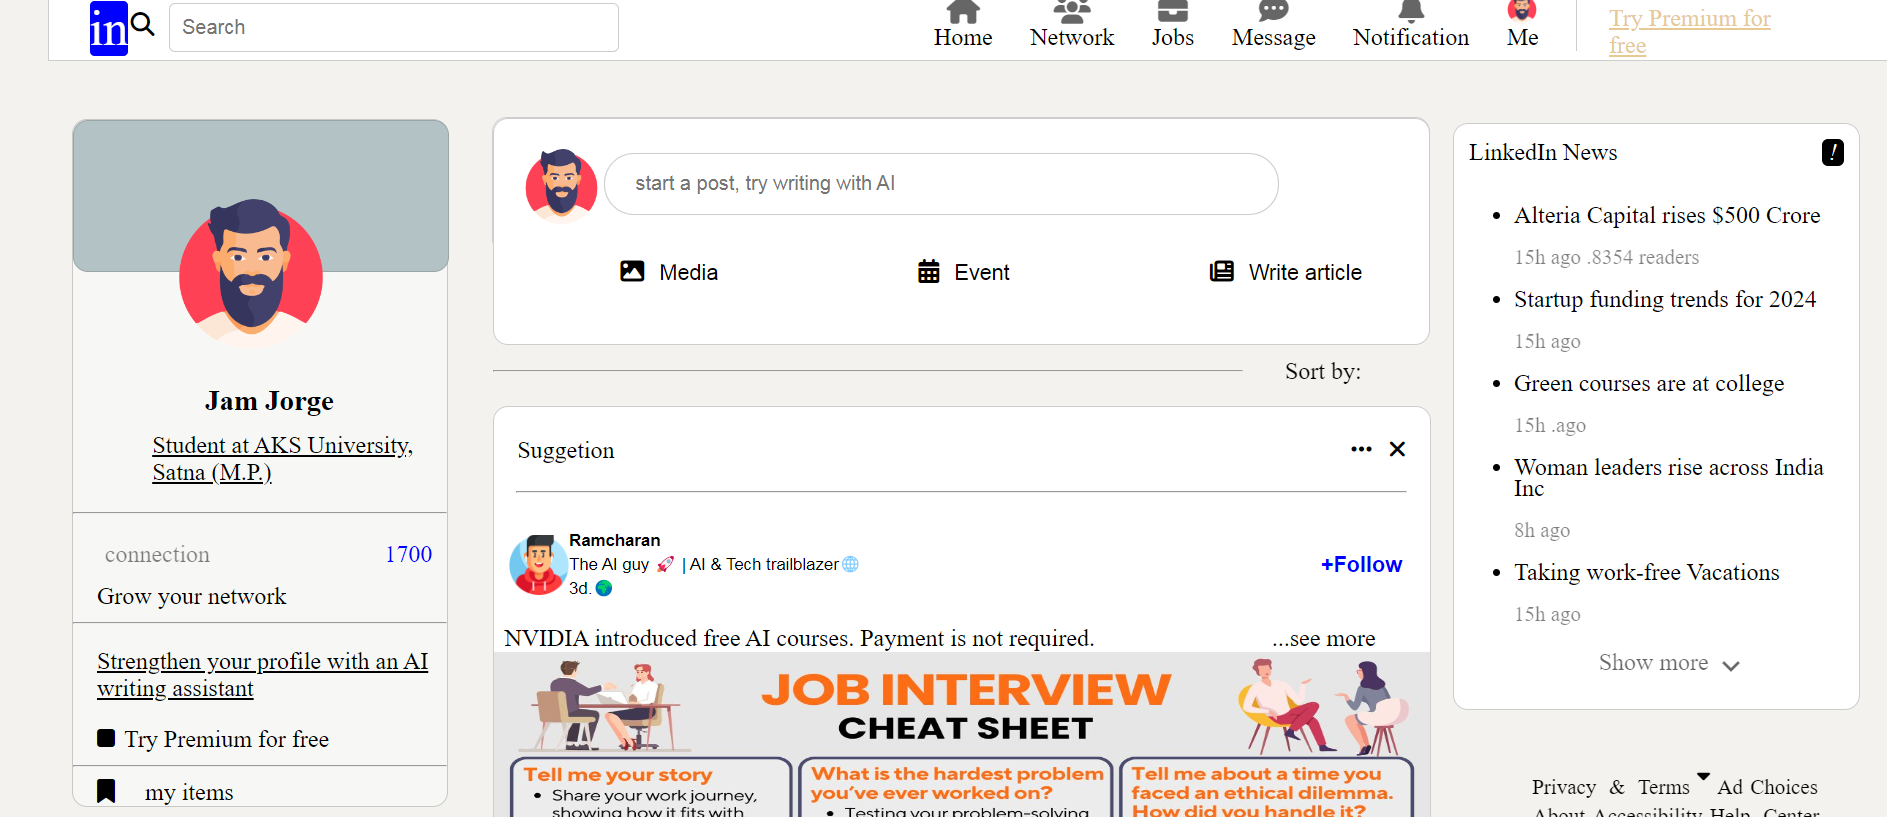 in
Search
Home
Network
Jobs
Message
Notification
Me
Try Premium for
free
Jam Jorge
Student at AKS University,
Satna (M.P.)
connection 1700
Grow your network
Strengthen your profile with an AI
writing assistant
Try Premium for free
my items
start a post, try writing with AI
Media
Event
Write article
Sort by:
Suggetion
Ramcharan
The AI guy 🚀 | AI & Tech trailblazer🌐
3d. 🌍
+Follow
NVIDIA introduced free AI courses. Payment is not required. ...see more
JOB INTERVIEW
CHEAT SHEET
Tell me your story
• Share your work journey,
showing how it fits with
What is the hardest problem
you've ever worked on?
• Testing your problem-solving
Tell me about a time you
faced an ethical dilemma.
How did you handle it?
LinkedIn News
!
• Alteria Capital rises $500 Crore
15h ago .8354 readers
• Startup funding trends for 2024
15h ago
• Green courses are at college
15h .ago
• Woman leaders rise across India
Inc
8h ago
• Taking work-free Vacations
15h ago
Show more
Privacy & Terms Ad Choices
About Accessibility Help Center